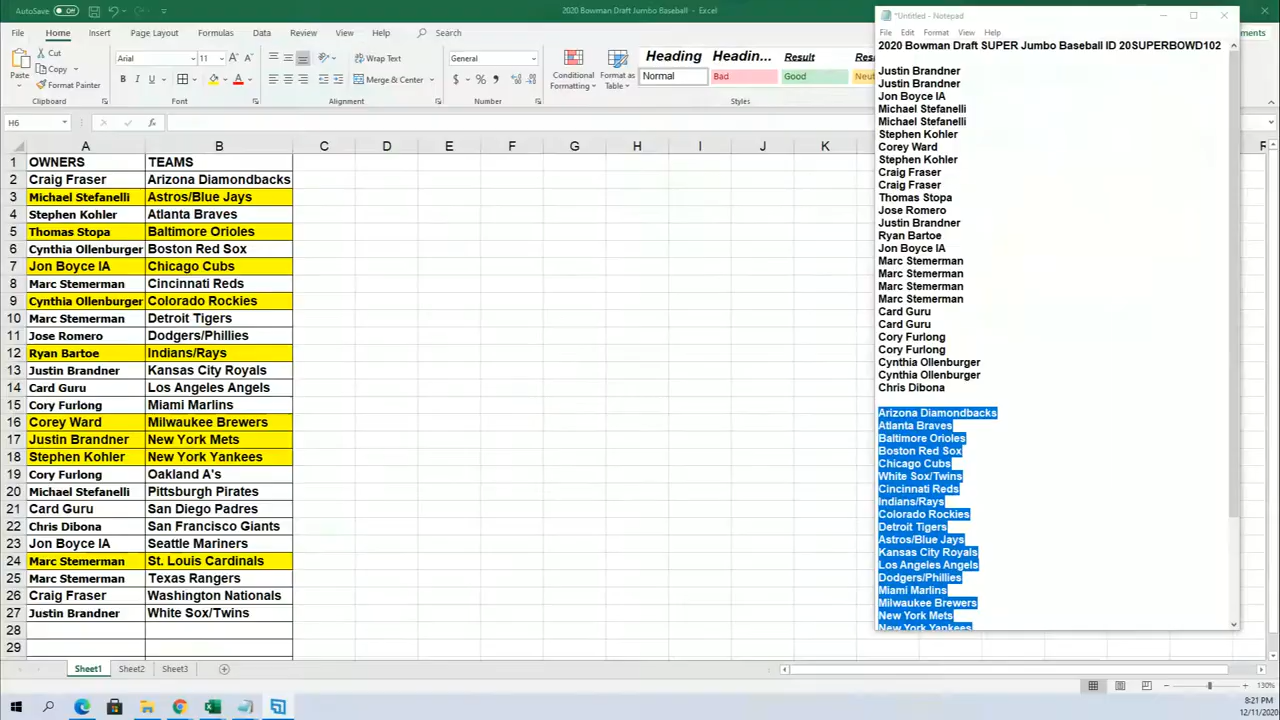 AutoSave Off
2020 Bowman Draft Jumbo Baseball - Excel
File Home Insert Page Layout Formulas Data Review View Help Search
Cut
Copy
Format Painter
Paste
Clipboard
Arial 11
B I U
Font
Merge & Center
Alignment
General
$ % ,
Number
Conditional Formatting
Format as Table
Heading Headin... Result Result
Normal Bad Good
Styles
H6
fx
A B C D E F G H I J K
1 OWNERS TEAMS
2 Craig Fraser Arizona Diamondbacks
3 Michael Stefanelli Astros/Blue Jays
4 Stephen Kohler Atlanta Braves
5 Thomas Stopa Baltimore Orioles
6 Cynthia Ollenburger Boston Red Sox
7 Jon Boyce IA Chicago Cubs
8 Marc Stemerman Cincinnati Reds
9 Cynthia Ollenburger Colorado Rockies
10 Marc Stemerman Detroit Tigers
11 Jose Romero Dodgers/Phillies
12 Ryan Bartoe Indians/Rays
13 Justin Brandner Kansas City Royals
14 Card Guru Los Angeles Angels
15 Cory Furlong Miami Marlins
16 Corey Ward Milwaukee Brewers
17 Justin Brandner New York Mets
18 Stephen Kohler New York Yankees
19 Cory Furlong Oakland A's
20 Michael Stefanelli Pittsburgh Pirates
21 Card Guru San Diego Padres
22 Chris Dibona San Francisco Giants
23 Jon Boyce IA Seattle Mariners
24 Marc Stemerman St. Louis Cardinals
25 Marc Stemerman Texas Rangers
26 Craig Fraser Washington Nationals
27 Justin Brandner White Sox/Twins
28
29
Sheet1 Sheet2 Sheet3
130%
8:21 PM
12/11/2020
*Untitled - Notepad
File Edit Format View Help
2020 Bowman Draft SUPER Jumbo Baseball ID 20SUPERBOWD102
Justin Brandner
Justin Brandner
Jon Boyce IA
Michael Stefanelli
Michael Stefanelli
Stephen Kohler
Corey Ward
Stephen Kohler
Craig Fraser
Craig Fraser
Thomas Stopa
Jose Romero
Justin Brandner
Ryan Bartoe
Jon Boyce IA
Marc Stemerman
Marc Stemerman
Marc Stemerman
Marc Stemerman
Card Guru
Card Guru
Cory Furlong
Cory Furlong
Cynthia Ollenburger
Cynthia Ollenburger
Chris Dibona
Arizona Diamondbacks
Atlanta Braves
Baltimore Orioles
Boston Red Sox
Chicago Cubs
White Sox/Twins
Cincinnati Reds
Indians/Rays
Colorado Rockies
Detroit Tigers
Astros/Blue Jays
Kansas City Royals
Los Angeles Angels
Dodgers/Phillies
Miami Marlins
Milwaukee Brewers
New York Mets
New York Yankees